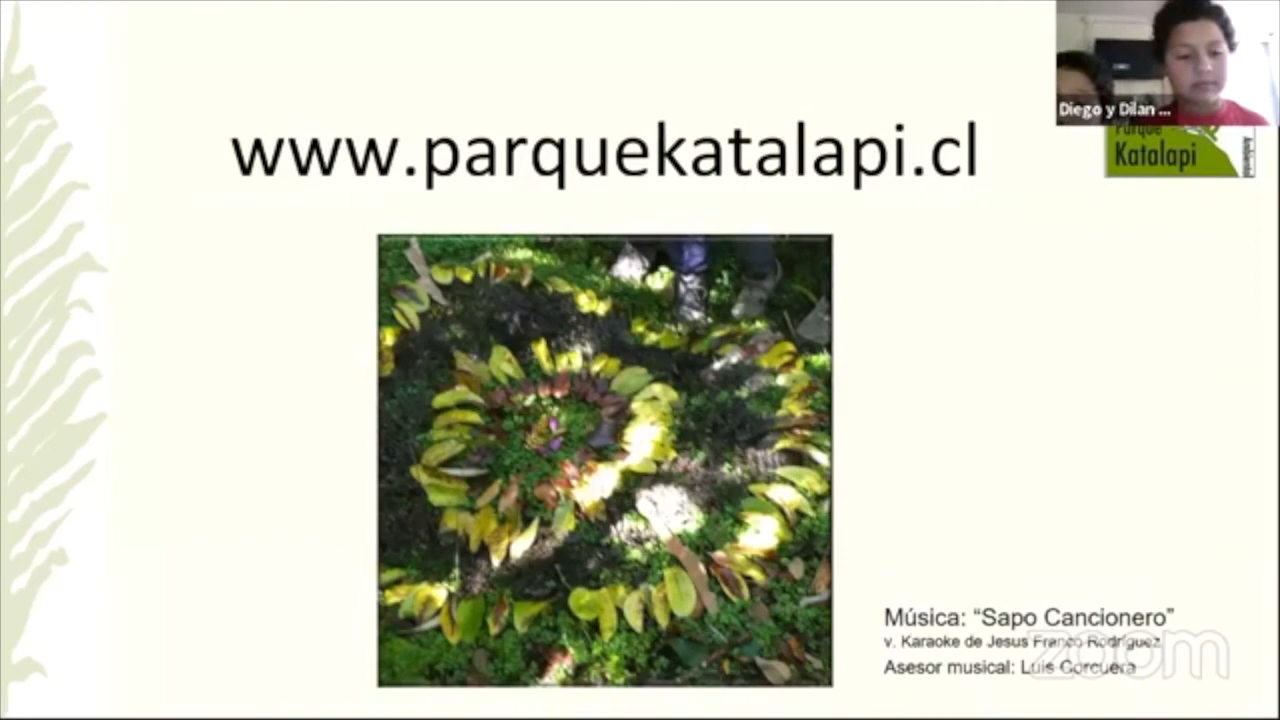 Diego y Dilan ...
www.parquekatalapi.cl
Parque
Katalapi
Música: “Sapo Cancionero”
v. Karaoke de Jesus Franco Rodríguez
Asesor musical: Luis Corcuera
zoom